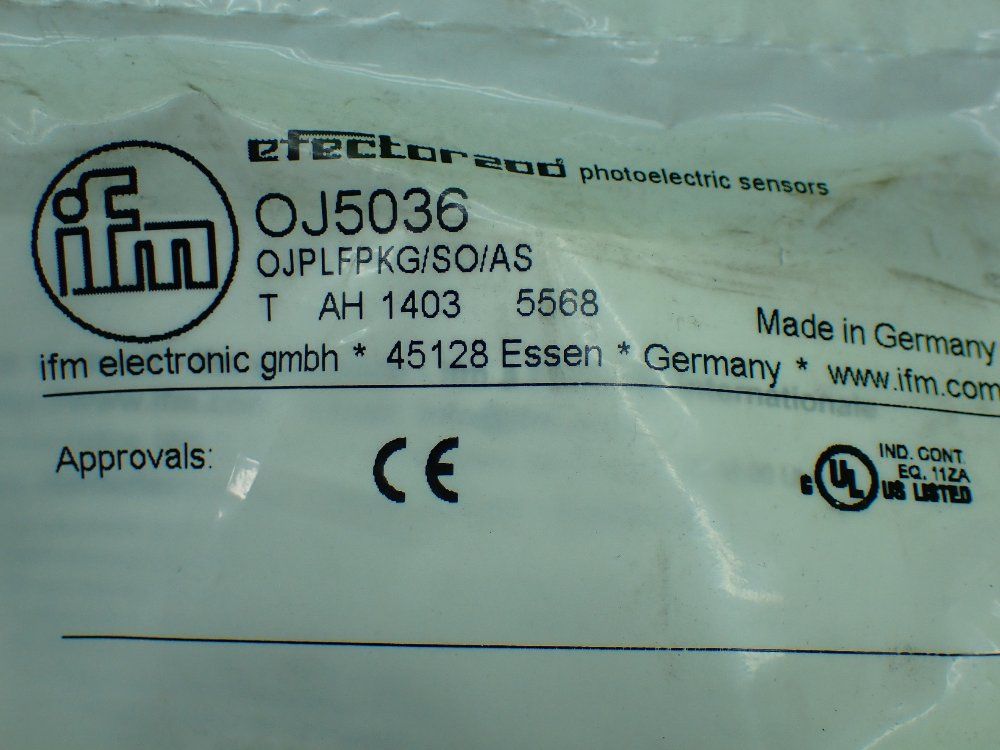 efector200 photoelectric sensors
ifm
OJ5036
OJPLFPKG/SO/AS
T AH 1403 5568
Made in Germany
ifm electronic gmbh * 45128 Essen * Germany * www.ifm.com
Approvals:
CE
C UL US LISTED
IND. CONT.
EQ. 11ZA